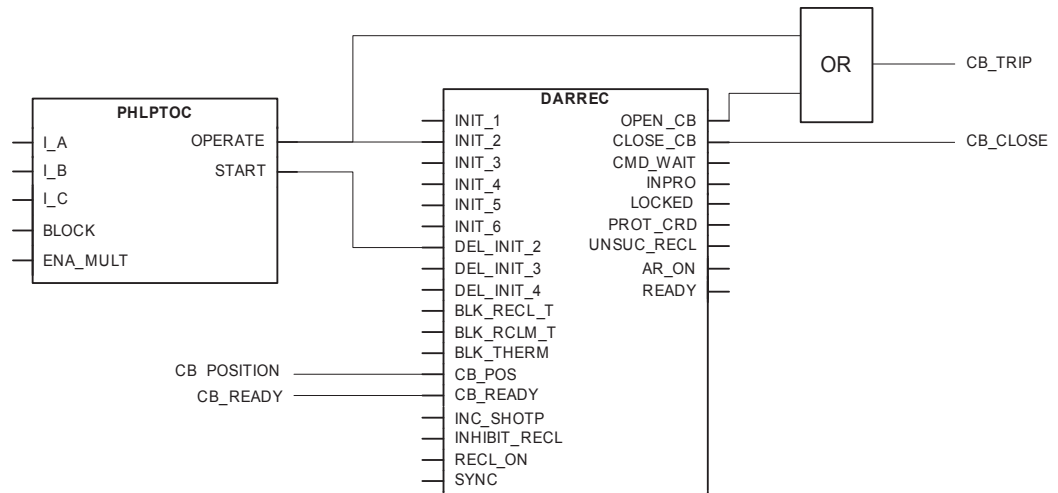 OR
CB_TRIP
PHLPTOC
I_A
I_B
I_C
BLOCK
ENA_MULT
OPERATE
START
DARREC
INIT_1
INIT_2
INIT_3
INIT_4
INIT_5
INIT_6
DEL_INIT_2
DEL_INIT_3
DEL_INIT_4
BLK_RECL_T
BLK_RCLM_T
BLK_THERM
CB_POS
CB_READY
INC_SHOTP
INHIBIT_RECL
RECL_ON
SYNC
OPEN_CB
CLOSE_CB
CMD_WAIT
INPRO
LOCKED
PROT_CRD
UNSUC_RECL
AR_ON
READY
CB_CLOSE
CB_POSITION
CB_READY